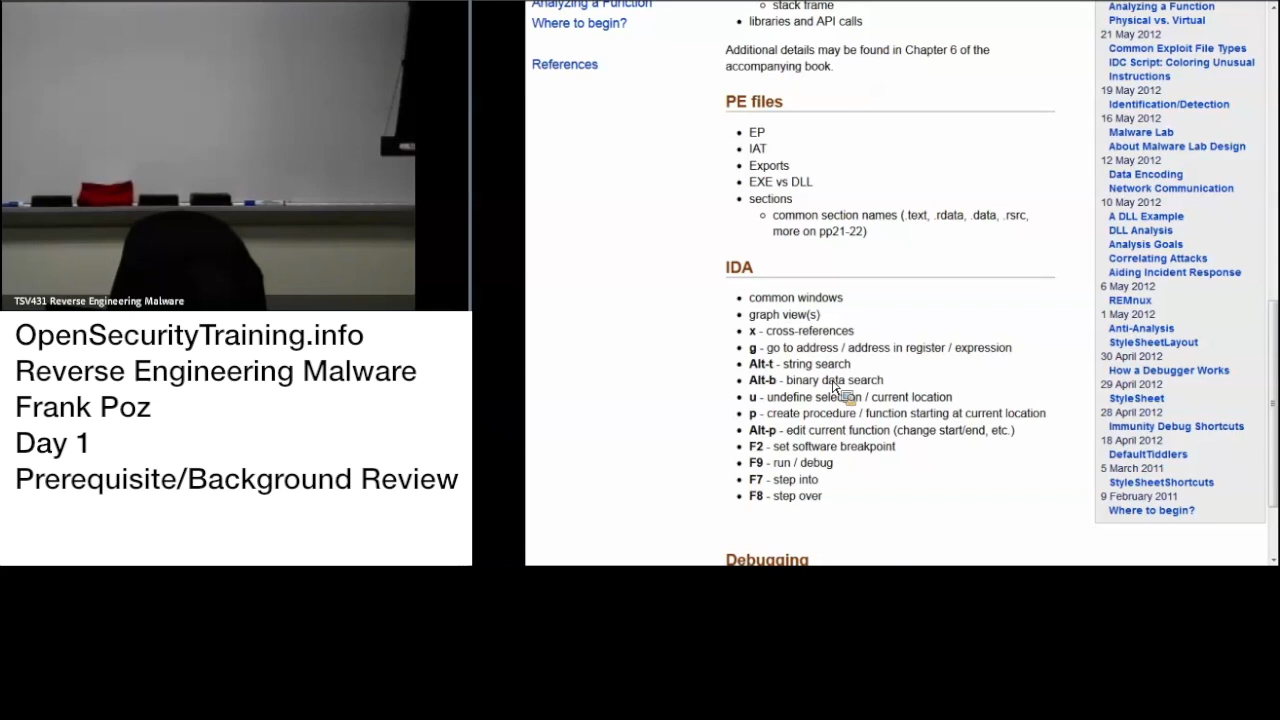 TSV431 Reverse Engineering Malware
OpenSecurityTraining.info
Reverse Engineering Malware
Frank Poz
Day 1
Prerequisite/Background Review
Analyzing a Function
Where to begin?
References
stack frame
libraries and API calls
Additional details may be found in Chapter 6 of the
accompanying book.
PE files
EP
IAT
Exports
EXE vs DLL
sections
common section names (.text, .rdata, .data, .rsrc,
more on pp21-22)
IDA
common windows
graph view(s)
x - cross-references
g - go to address / address in register / expression
Alt-t - string search
Alt-b - binary data search
u - undefine selection / current location
p - create procedure / function starting at current location
Alt-p - edit current function (change start/end, etc.)
F2 - set software breakpoint
F9 - run / debug
F7 - step into
F8 - step over
Debugging
Analyzing a Function
Physical vs. Virtual
21 May 2012
Common Exploit File Types
IDC Script: Coloring Unusual
Instructions
19 May 2012
Identification/Detection
16 May 2012
Malware Lab
About Malware Lab Design
12 May 2012
Data Encoding
Network Communication
10 May 2012
A DLL Example
DLL Analysis
Analysis Goals
Correlating Attacks
Aiding Incident Response
6 May 2012
REMnux
1 May 2012
Anti-Analysis
StyleSheetLayout
30 April 2012
How a Debugger Works
29 April 2012
StyleSheet
28 April 2012
Immunity Debug Shortcuts
18 April 2012
DefaultTiddlers
5 March 2011
StyleSheetShortcuts
9 February 2011
Where to begin?